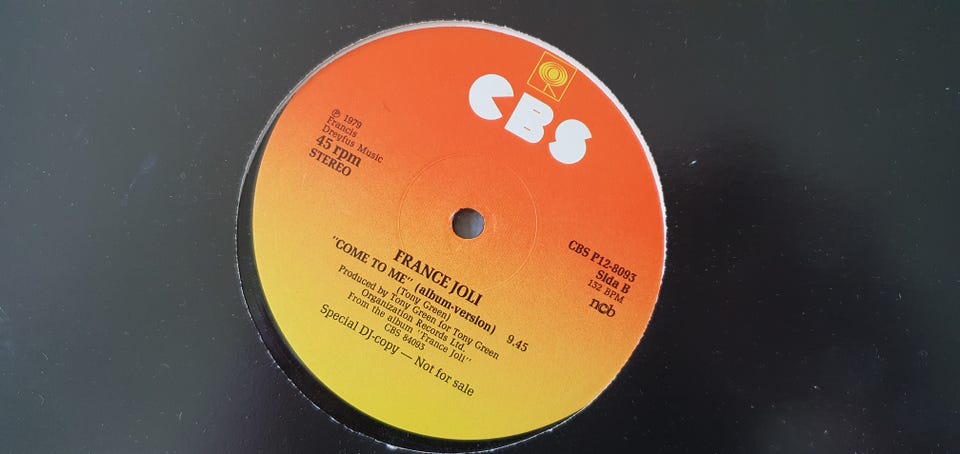 CBS
℗ 1979
Francis
Dreyfus Music
45 rpm
STEREO
CBS P12-8093
Sida B
132 BPM
ncb
FRANCE JOLI
"COME TO ME" (album-version) 9.45
(Tony Green)
Produced by Tony Green for Tony Green
Organization Records Ltd.
From the album "France Joli"
CBS 84093
Special DJ-copy — Not for sale